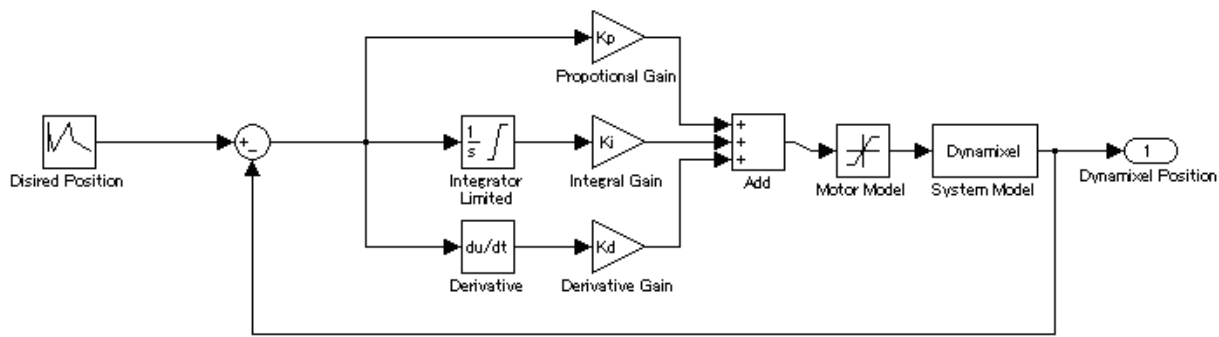 Kp
Propotional Gain
Disired Position
+
−
1
s
Integrator
Limited
Ki
Integral Gain
du/dt
Derivative
Kd
Derivative Gain
+
+
+
Add
Motor Model
Dynamixel
System Model
1
Dynamixel Position